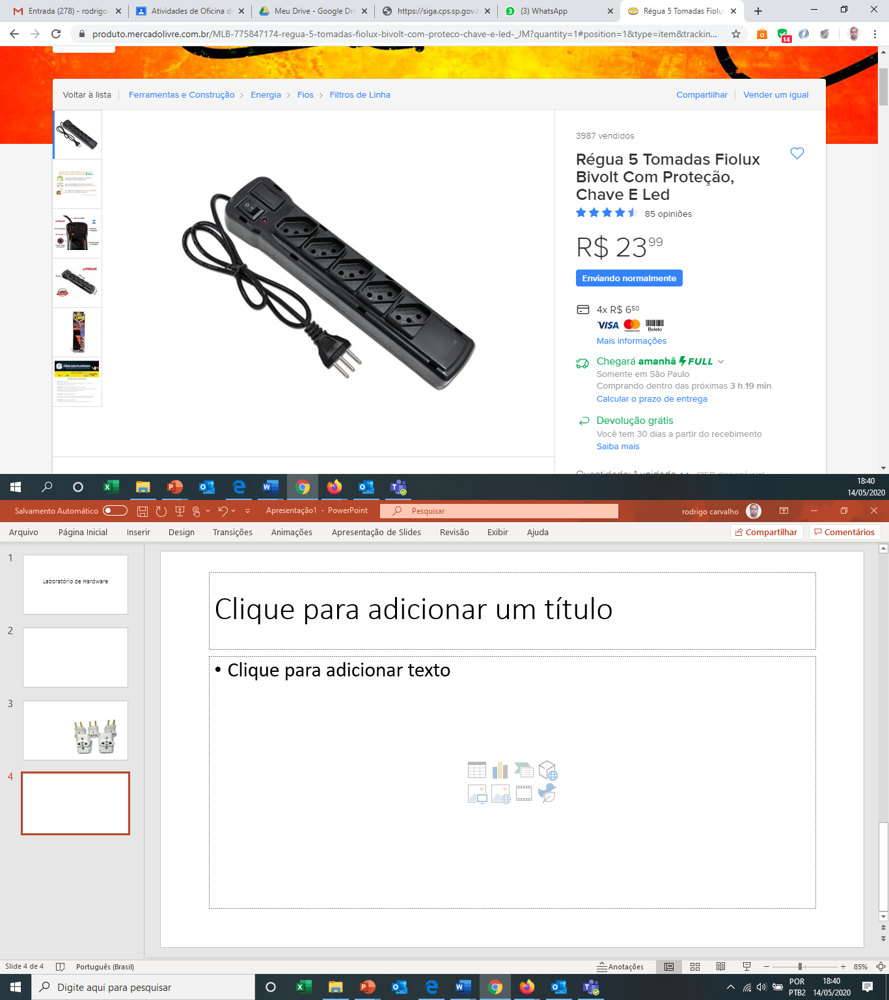 Entrada (278) - rodrigo.
Atividades de Oficina de
Meu Drive - Google Dri
https://siga.cps.sp.gov.b
(3) WhatsApp
Régua 5 Tomadas Fiolu
produto.mercadolivre.com.br/MLB-775847174-regua-5-tomadas-fiolux-bivolt-com-proteco-chave-e-led-_JM?quantity=1#position=1&type=item&trackin...
14
Voltar à lista
Ferramentas e Construção > Energia > Fios > Filtros de Linha
Compartilhar
Vender um igual
3987 vendidos
Régua 5 Tomadas Fiolux
Bivolt Com Proteção,
Chave E Led
85 opiniões
R$ 23 99
Enviando normalmente
4x R$ 6 50
VISA mastercard Boleto
Mais informações
Chegará amanhã FULL
Somente em São Paulo
Comprando dentro das próximas 3 h 19 min
Calcular o prazo de entrega
Devolução grátis
Você tem 30 dias a partir do recebimento
Saiba mais
Quantidade: 1 unidade (358 disponíveis)
18:40
14/05/2020
Salvamento Automático
Apresentação1 - PowerPoint
Pesquisar
rodrigo carvalho
Arquivo Página Inicial Inserir Design Transições Animações Apresentação de Slides Revisão Exibir Ajuda
Compartilhar
Comentários
1
Laboratório de Hardware
2
3
4
Clique para adicionar um título
• Clique para adicionar texto
Slide 4 de 4
Português (Brasil)
Anotações
85%
Digite aqui para pesquisar
POR
PTB2
18:40
14/05/2020